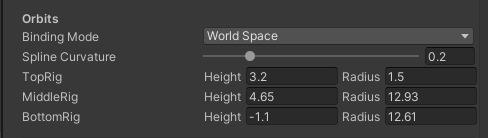 Orbits
Binding Mode World Space
Spline Curvature 0.2
TopRig Height 3.2 Radius 1.5
MiddleRig Height 4.65 Radius 12.93
BottomRig Height -1.1 Radius 12.61